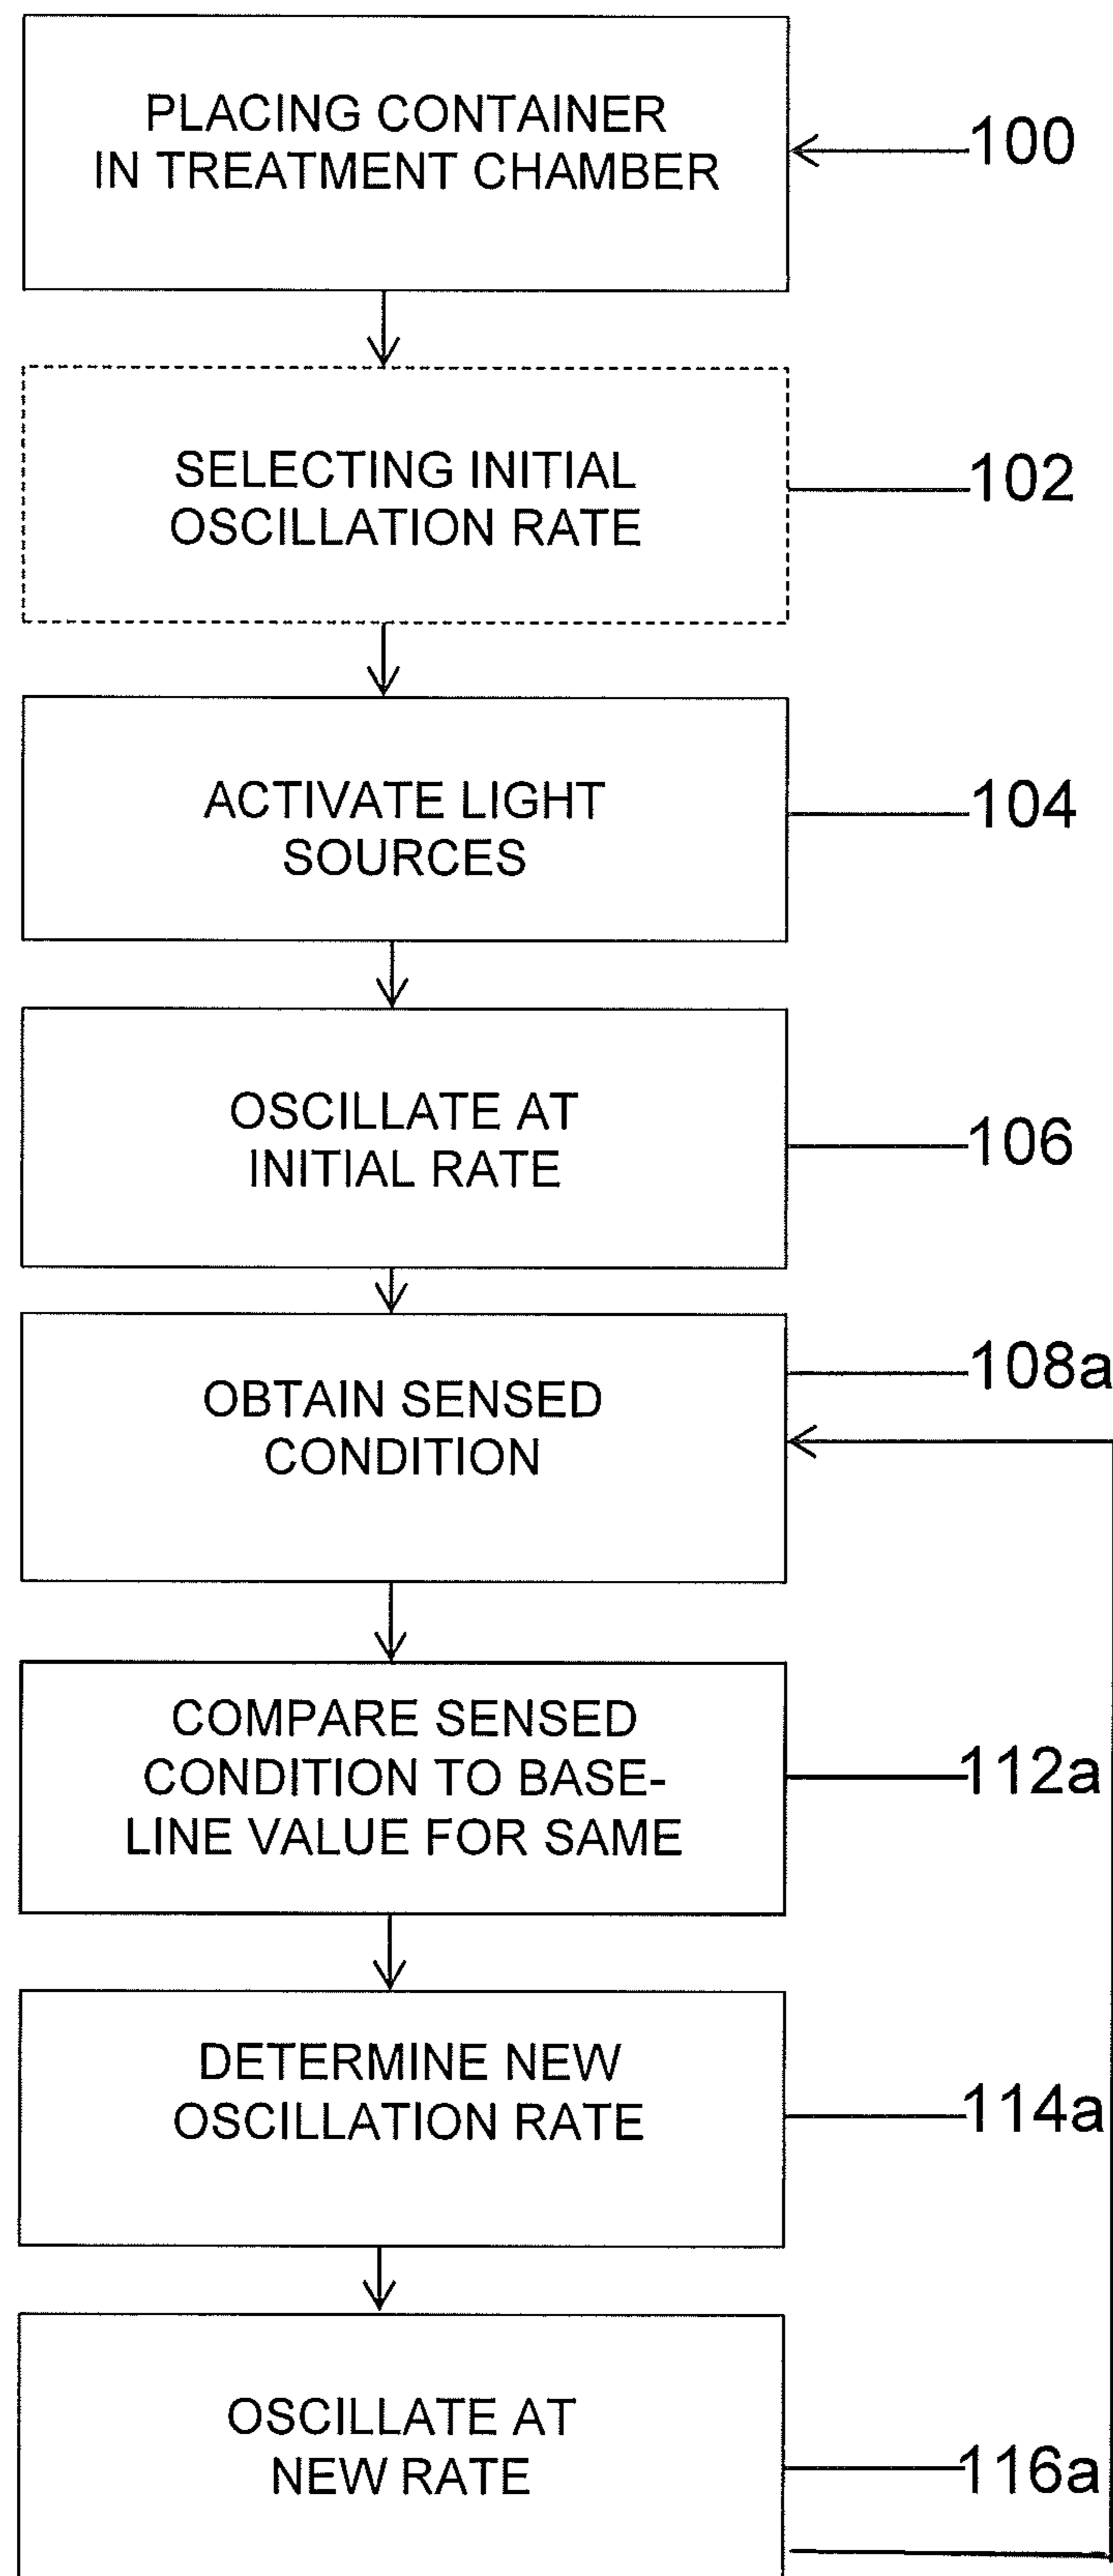 PLACING CONTAINER
IN TREATMENT CHAMBER
100
SELECTING INITIAL
OSCILLATION RATE
102
ACTIVATE LIGHT
SOURCES
104
OSCILLATE AT
INITIAL RATE
106
OBTAIN SENSED
CONDITION
108a
COMPARE SENSED
CONDITION TO BASE-
LINE VALUE FOR SAME
112a
DETERMINE NEW
OSCILLATION RATE
114a
OSCILLATE AT
NEW RATE
116a